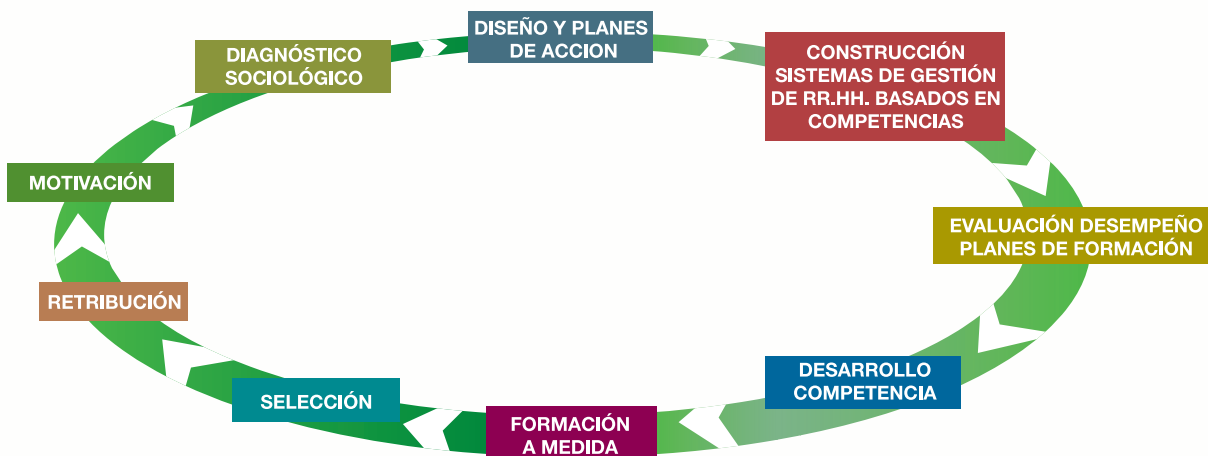 DISEÑO Y PLANES
DE ACCION
CONSTRUCCIÓN
SISTEMAS DE GESTIÓN
DE RR.HH. BASADOS EN
COMPETENCIAS
EVALUACIÓN DESEMPEÑO
PLANES DE FORMACIÓN
DESARROLLO
COMPETENCIA
FORMACIÓN
A MEDIDA
SELECCIÓN
RETRIBUCIÓN
MOTIVACIÓN
DIAGNÓSTICO
SOCIOLÓGICO